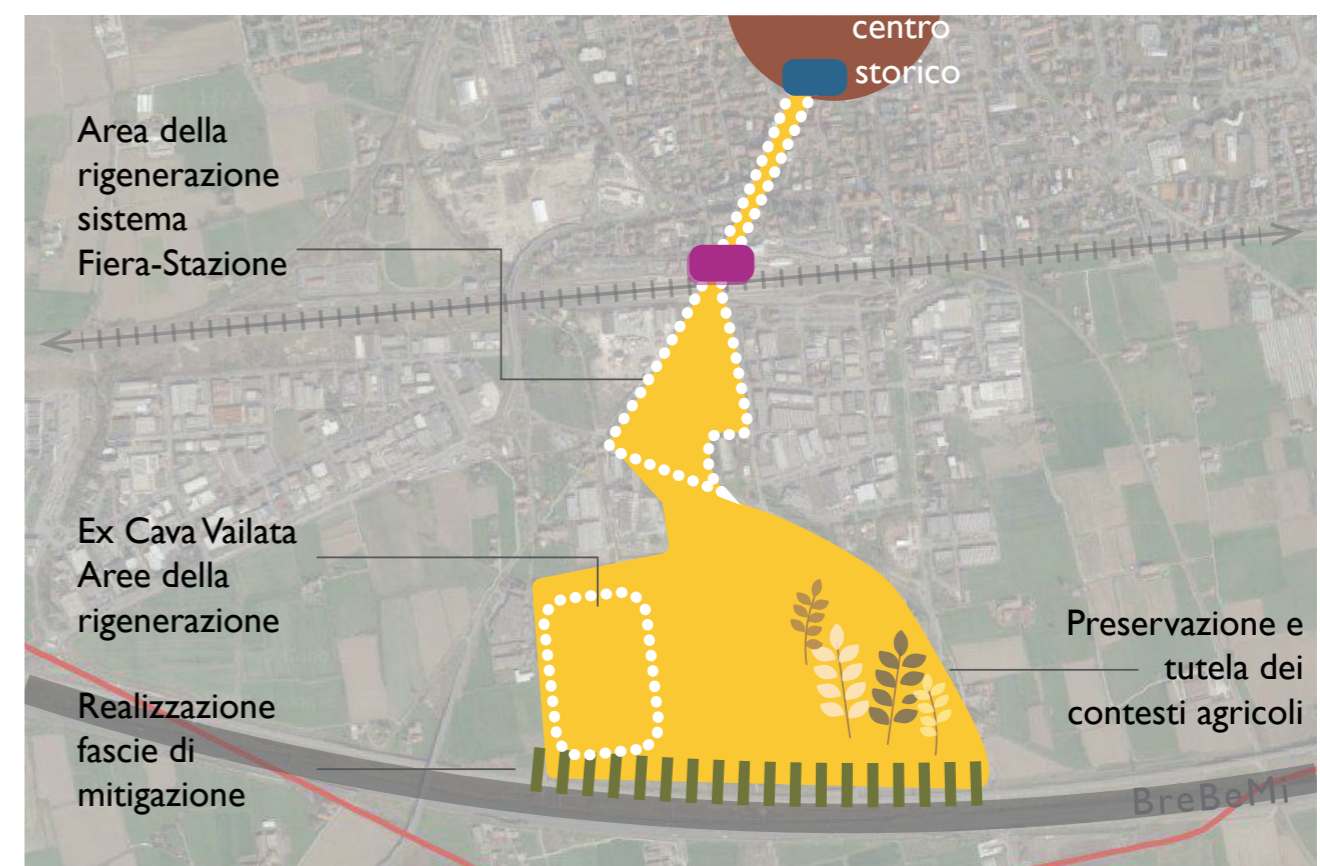 centro
storico
Area della
rigenerazione
sistema
Fiera-Stazione
Ex Cava Vailata
Aree della
rigenerazione
Preservazione e
tutela dei
contesti agricoli
Realizzazione
fascie di
mitigazione
BreBeMi